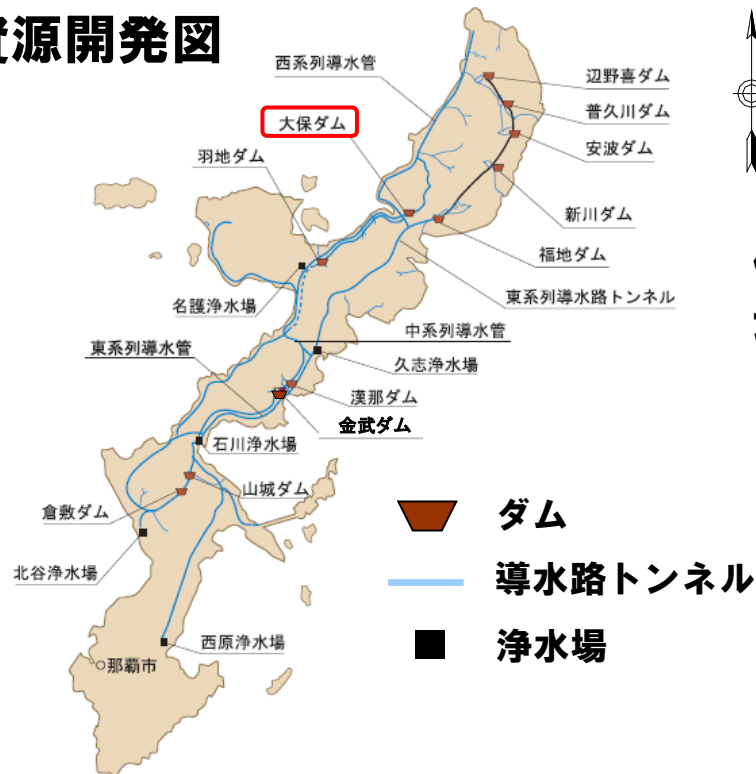 資源開発図
西系列導水管
辺野喜ダム
普久川ダム
大保ダム
安波ダム
羽地ダム
新川ダム
福地ダム
名護浄水場
東系列導水路トンネル
中系列導水管
東系列導水管
久志浄水場
漢那ダム
金武ダム
石川浄水場
山城ダム
倉敷ダム
北谷浄水場
西原浄水場
那覇市
ダム
導水路トンネル
浄水場